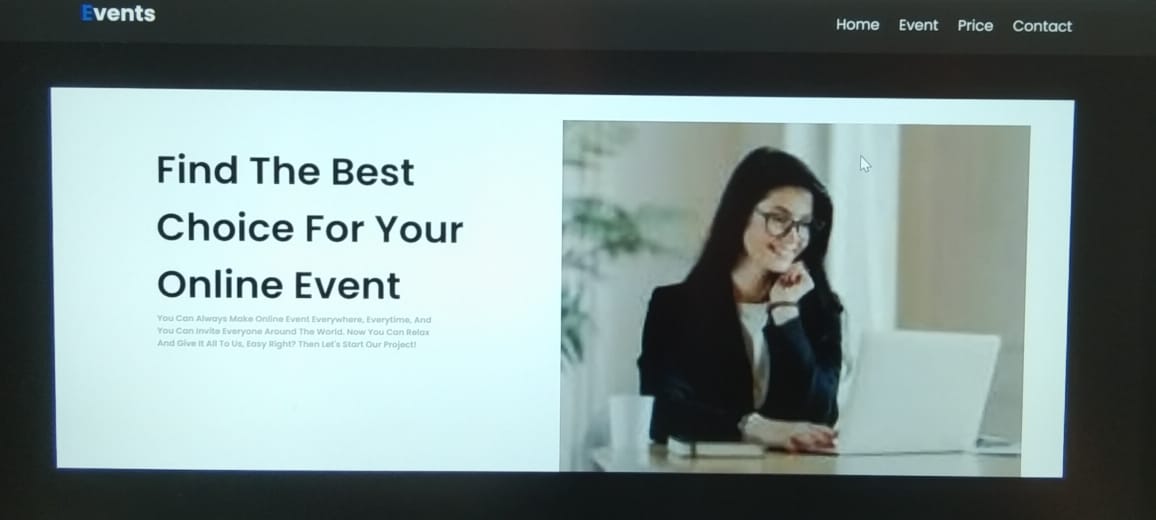 Events
Home Event Price Contact
Find The Best
Choice For Your
Online Event
You Can Always Make Online Event Everywhere, Everytime, And
You Can Invite Everyone Around The World. Now You Can Relax
And Give It All To Us, Easy Right? Then Let's Start Our Project!